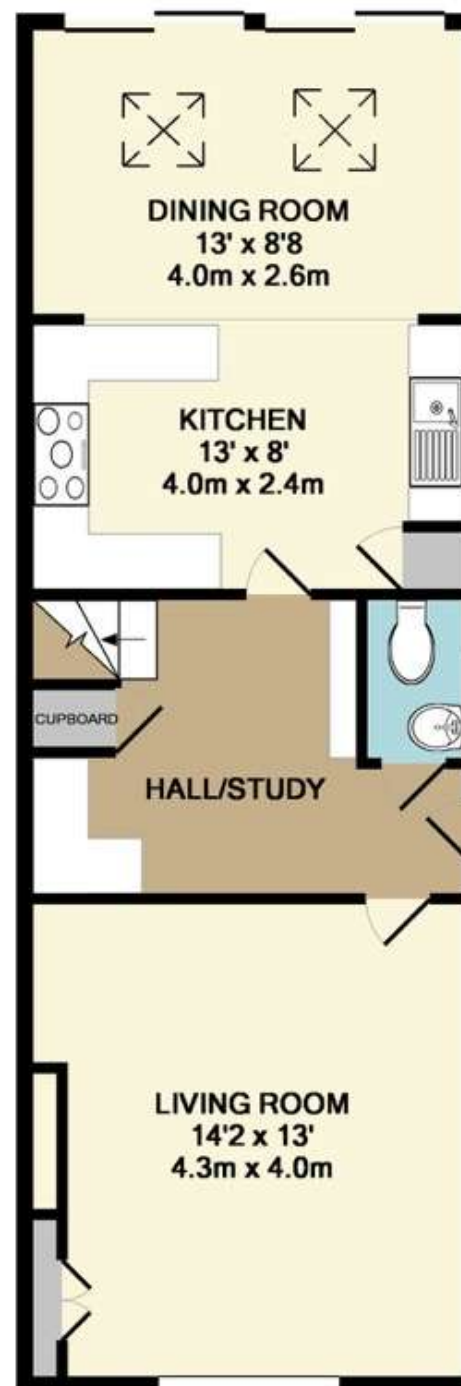 DINING ROOM
13' x 8'8
4.0m x 2.6m
KITCHEN
13' x 8'
4.0m x 2.4m
CUPBOARD
HALL/STUDY
LIVING ROOM
14'2 x 13'
4.3m x 4.0m